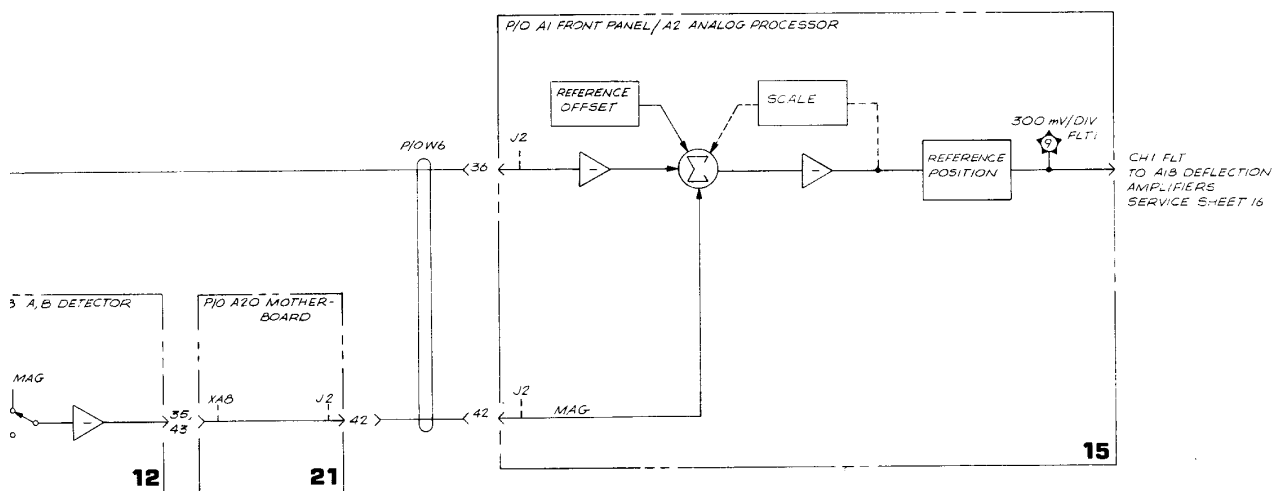 P/O A1 FRONT PANEL/A2 ANALOG PROCESSOR
REFERENCE
OFFSET
SCALE
300 mV/DIV
FLT1
9
J2
P/O W6
36
-
Σ
-
REFERENCE
POSITION
CH1 FLT
TO A18 DEFLECTION
AMPLIFIERS
SERVICE SHEET 16
A,B DETECTOR
P/O A20 MOTHER-
BOARD
MAG
-
35,
43
XA8
J2
42
42
J2
MAG
12
21
15